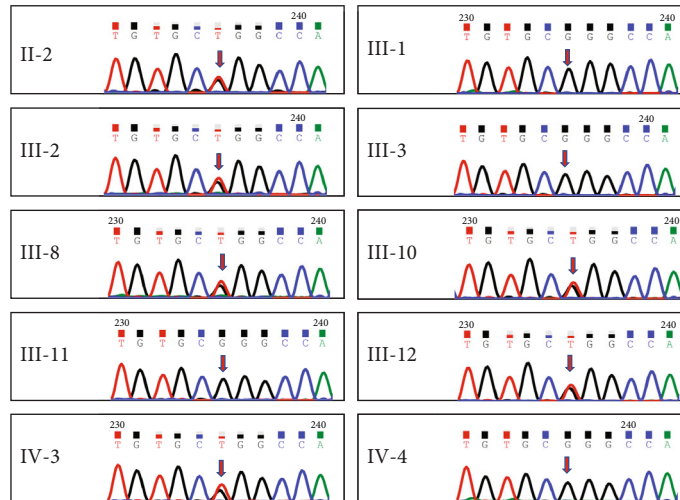 240
T G T G C T G G C C A
II-2
230 240
T G T G C G G G C C A
III-1
240
T G T G C T G G C C A
III-2
240
T G T G C G G G C C A
III-3
230 240
T G T G C T G G C C A
III-8
230 240
T G T G C T G G C C A
III-10
230 240
T G T G C G G G C C A
III-11
230 240
T G T G C T G G C C A
III-12
230 240
T G T G C T G G C C A
IV-3
240
T G T G C G G G C C A
IV-4